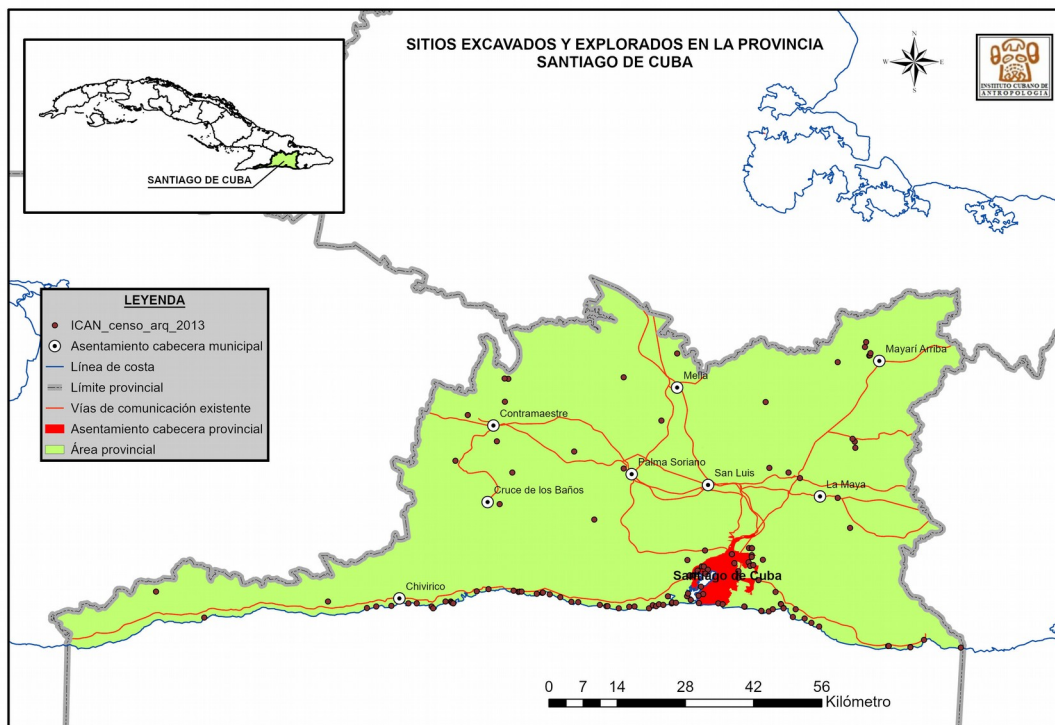 SITIOS EXCAVADOS Y EXPLORADOS EN LA PROVINCIA
SANTIAGO DE CUBA
N
W
E
S
INSTITUTO CUBANO DE
ANTROPOLOGIA
SANTIAGO DE CUBA
LEYENDA
ICAN_censo_arq_2013
Asentamiento cabecera municipal
Línea de costa
Límite provincial
Vías de comunicación existente
Asentamiento cabecera provincial
Área provincial
Mayarí Arriba
Mella
Contramaestre
Palma Soriano
San Luis
La Maya
Cruce de los Baños
Santiago de Cuba
Chivirico
0 7 14 28 42 56
Kilómetro